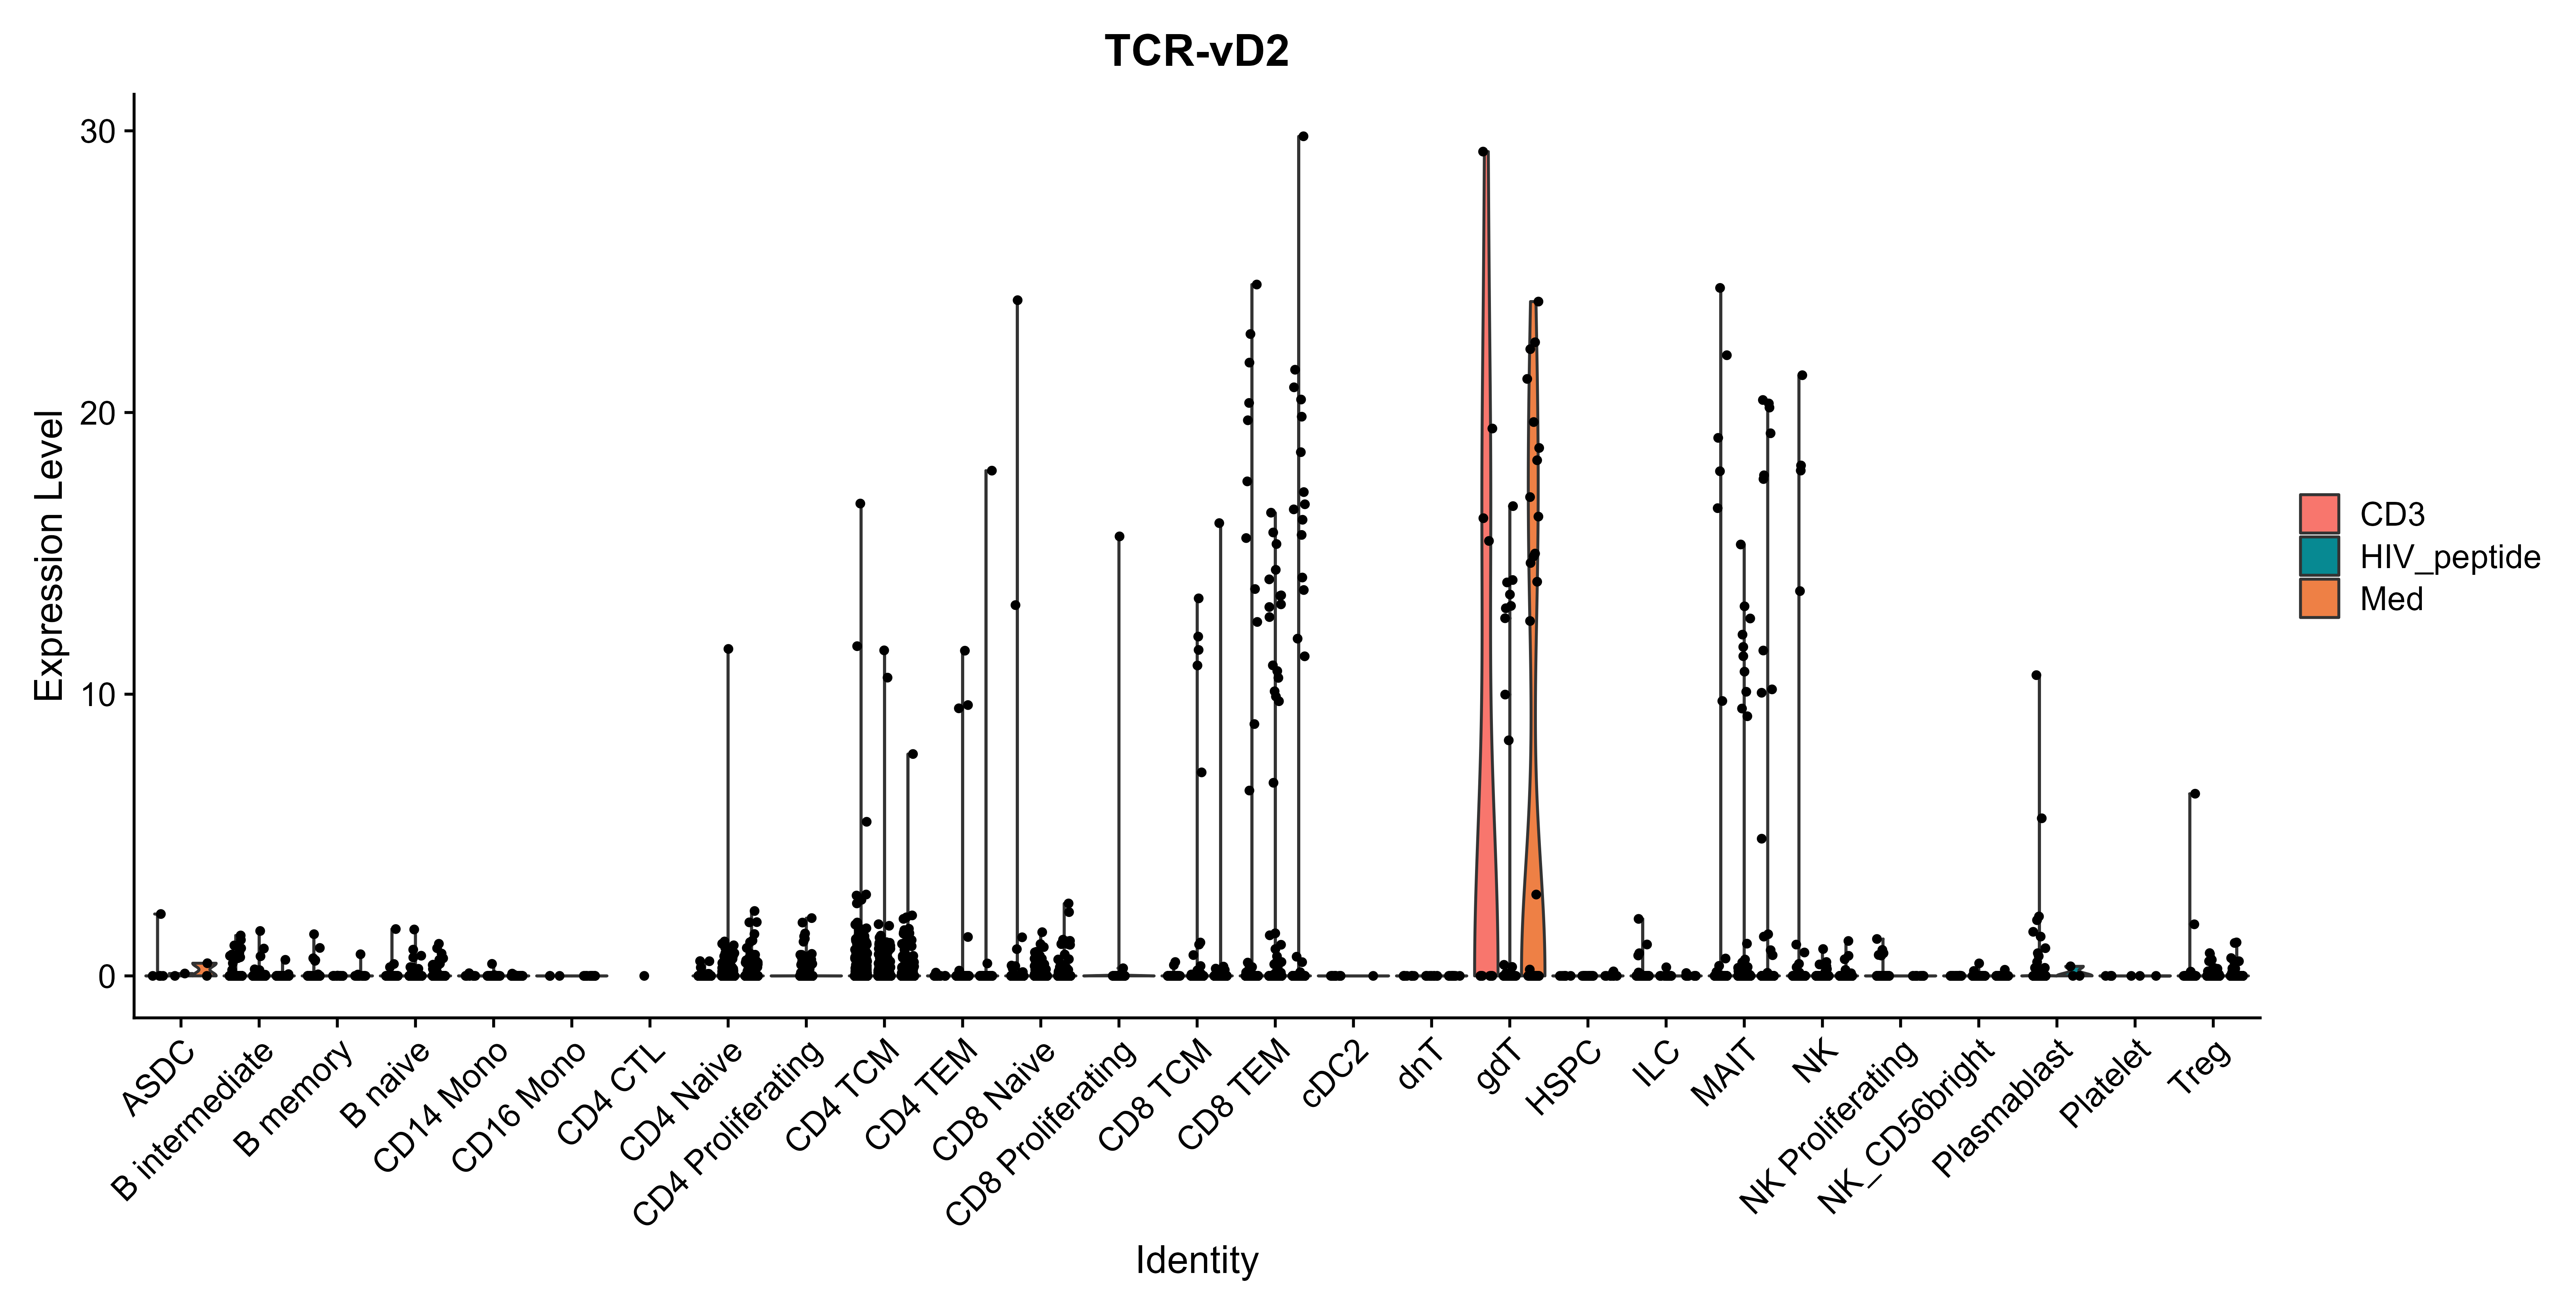 TCR-vD2
Expression Level
30
20
10
0
ASDC
B intermediate
B memory
B naive
CD14 Mono
CD16 Mono
CD4 CTL
CD4 Naive
CD4 Proliferating
CD4 TCM
CD4 TEM
CD8 Naive
CD8 Proliferating
CD8 TCM
CD8 TEM
cDC2
dnT
gdT
HSPC
ILC
MAIT
NK
NK Proliferating
NK_CD56bright
Plasmablast
Platelet
Treg
Identity
CD3
HIV_peptide
Med